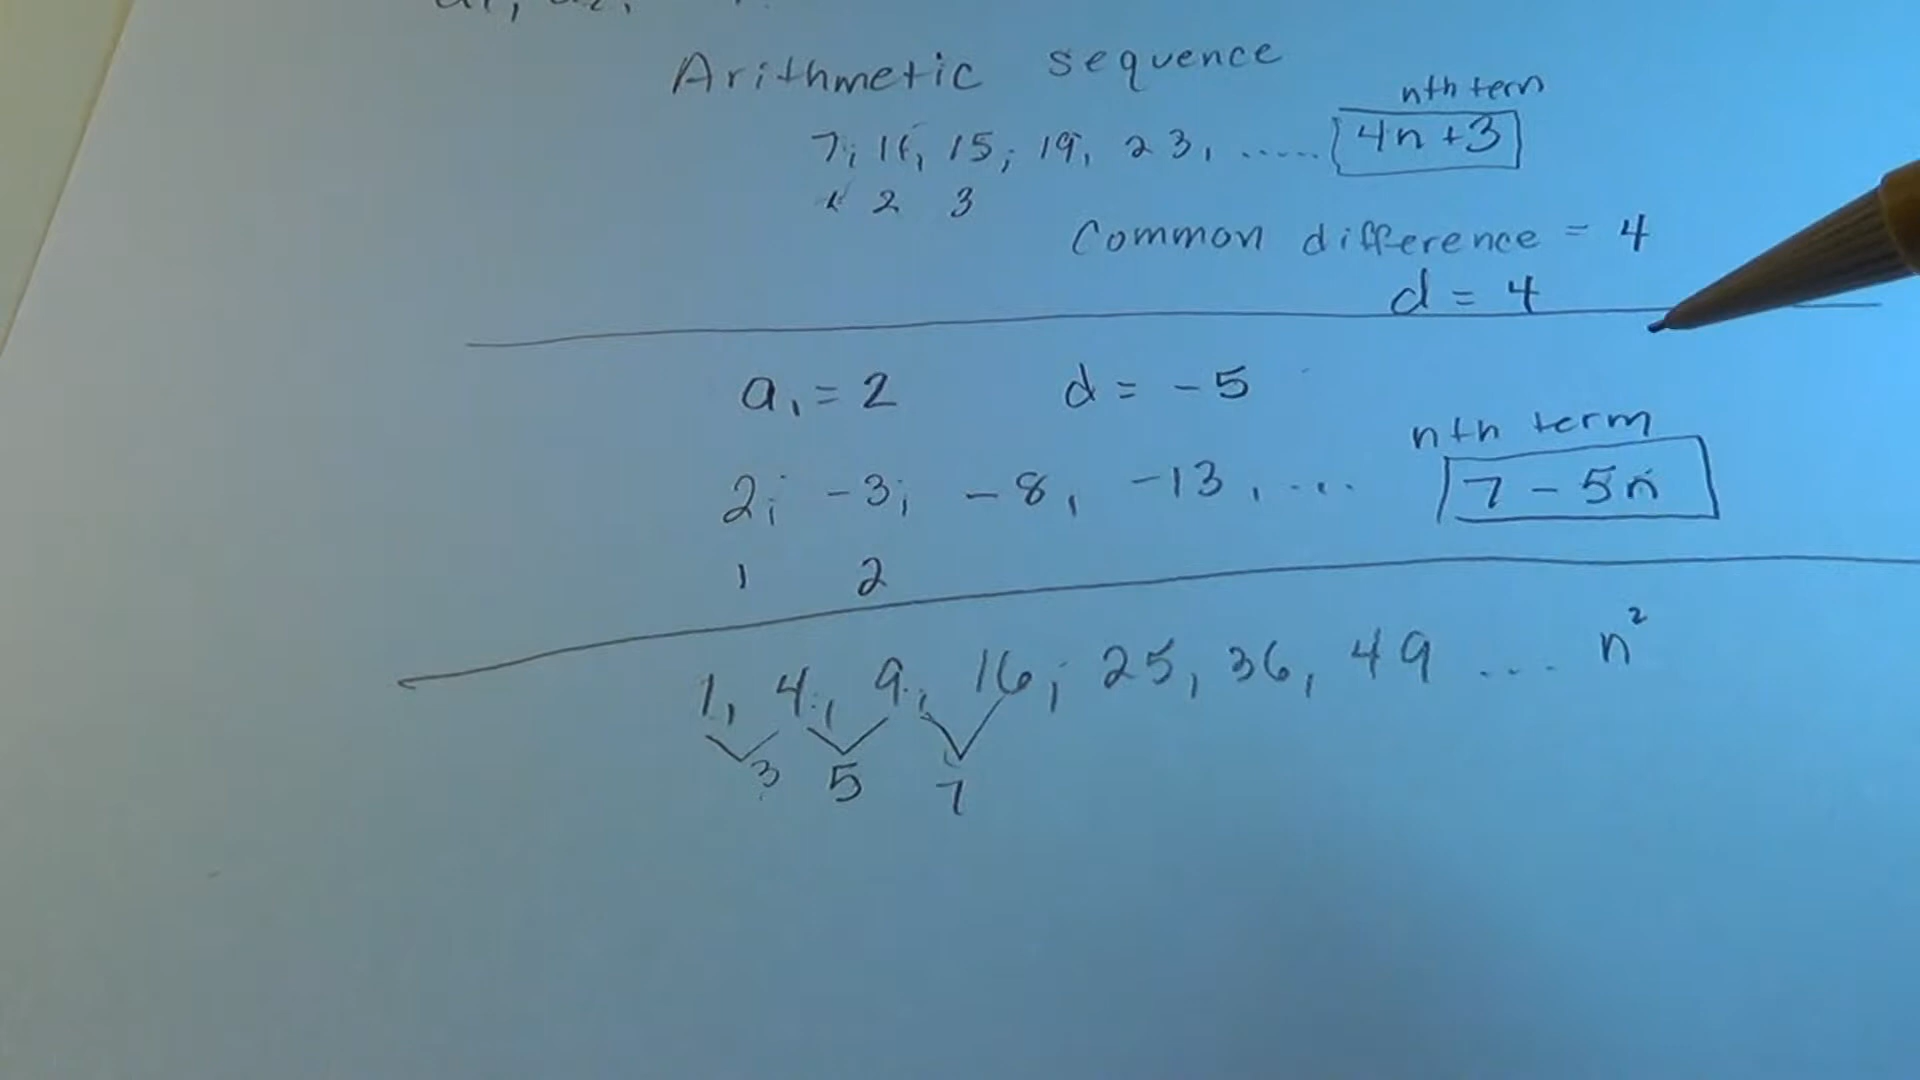 Arithmetic sequence
nth term
7, 11, 15, 19, 23, ..... 4n+3
1 2 3
Common difference = 4
d = 4
a₁ = 2 d = -5
nth term
2, -3, -8, -13, ... 7 - 5n
1 2
1, 4, 9, 16, 25, 36, 49 ... n²
3 5 7